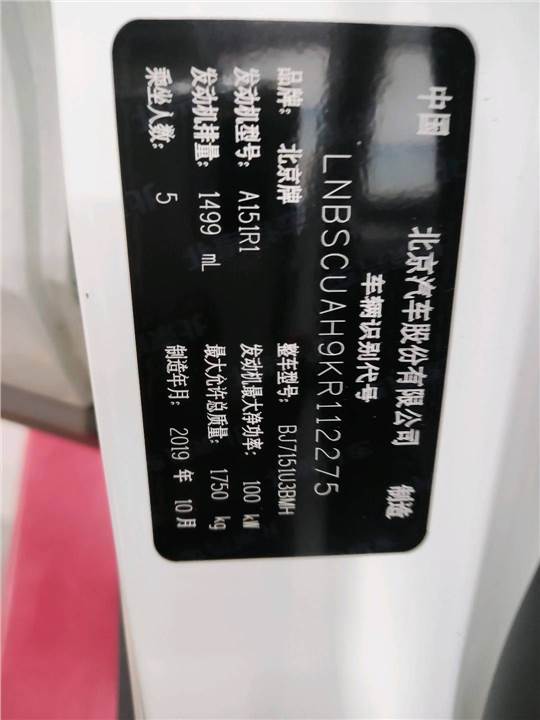 中国 北京汽车股份有限公司 制造
车辆识别代号
LNBSCUAH9KR112275
品牌: 北京牌 整车型号: BJ7151U3BMH
发动机型号: A151R1 发动机最大净功率: 100 kW
发动机排量: 1499 mL 最大允许总质量: 1750 kg
乘坐人数: 5 制造年月: 2019 年 10 月